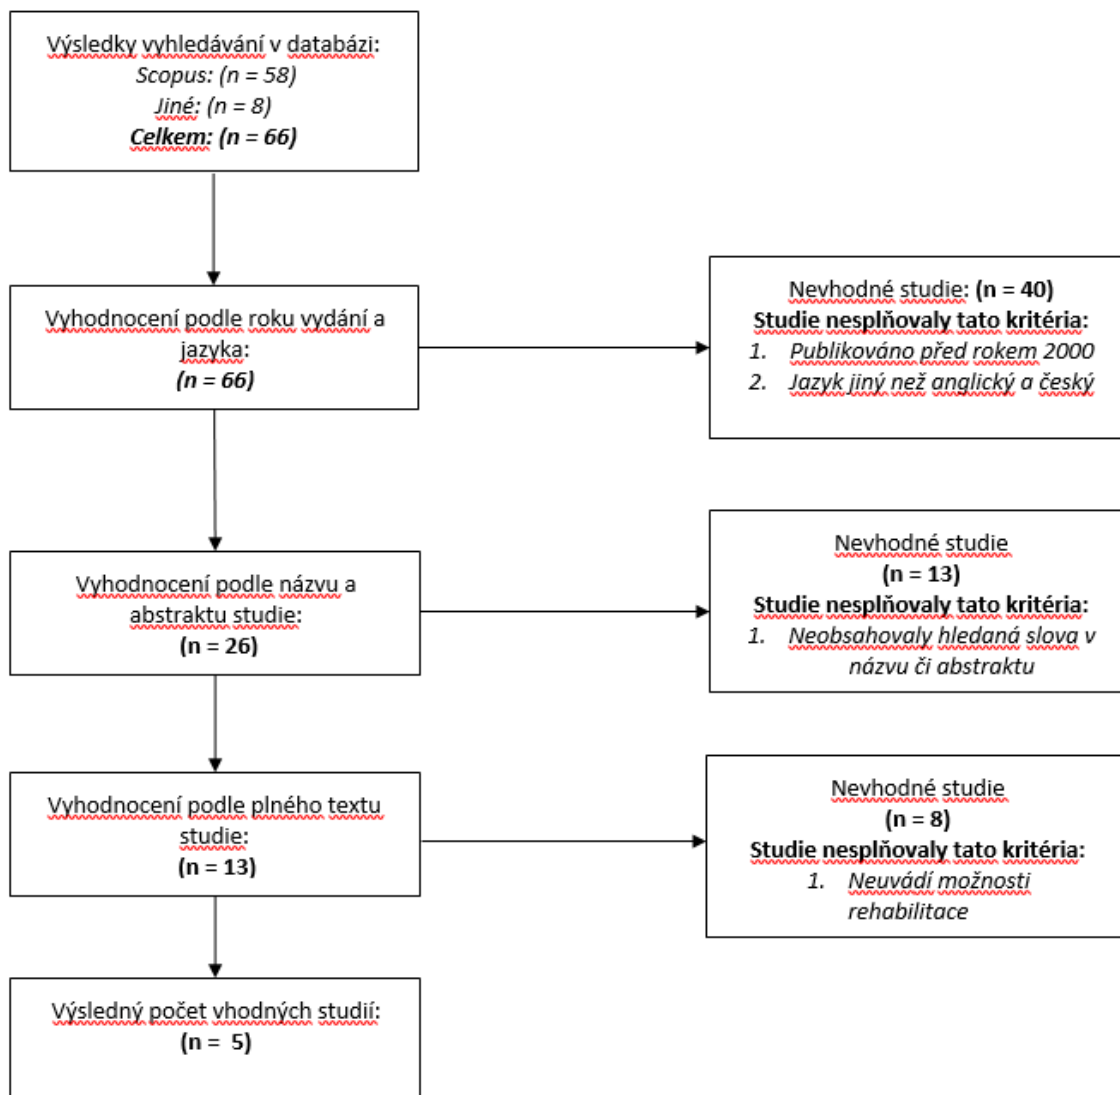 Výsledky vyhledávání v databázi:
Scopus: (n = 58)
Jiné: (n = 8)
Celkem: (n = 66)
Vyhodnocení podle roku vydání a
jazyka:
(n = 66)
Nevhodné studie: (n = 40)
Studie nesplňovaly tato kritéria:
1. Publikováno před rokem 2000
2. Jazyk jiný než anglický a český
Vyhodnocení podle názvu a
abstraktu studie:
(n = 26)
Nevhodné studie
(n = 13)
Studie nesplňovaly tato kritéria:
1. Neobsahovaly hledaná slova v
názvu či abstraktu
Vyhodnocení podle plného textu
studie:
(n = 13)
Nevhodné studie
(n = 8)
Studie nesplňovaly tato kritéria:
1. Neuvádí možnosti
rehabilitace
Výsledný počet vhodných studií:
(n = 5)